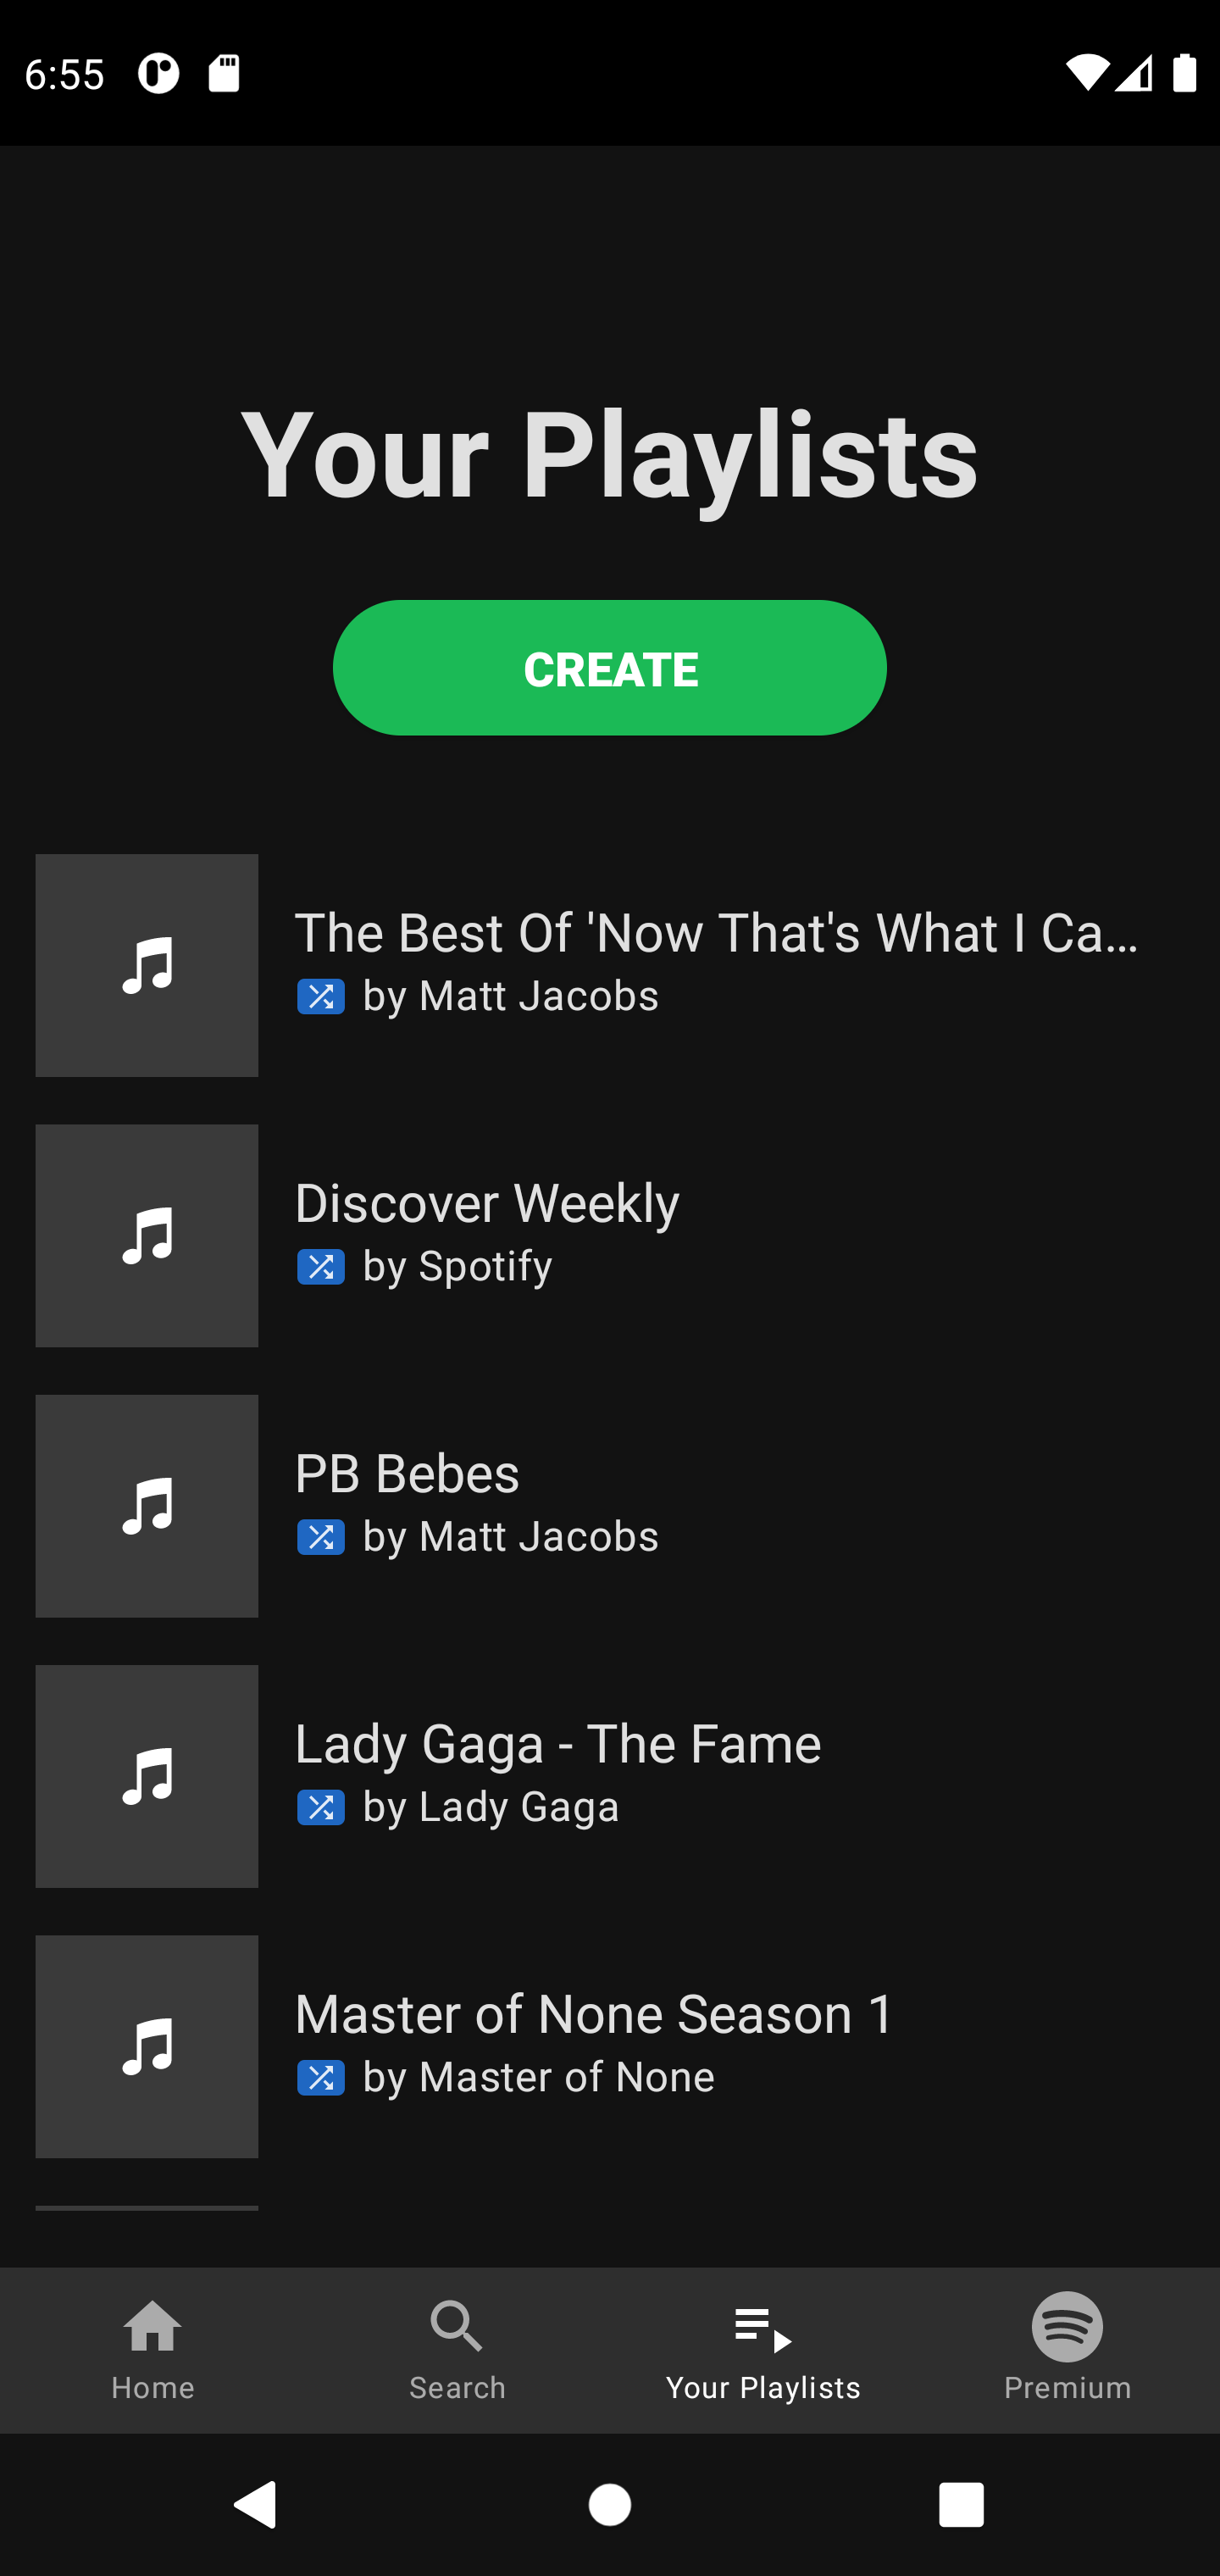 6:55
Your Playlists
CREATE
The Best Of 'Now That's What I Ca...
by Matt Jacobs
Discover Weekly
by Spotify
PB Bebes
by Matt Jacobs
Lady Gaga - The Fame
by Lady Gaga
Master of None Season 1
by Master of None
Home
Search
Your Playlists
Premium